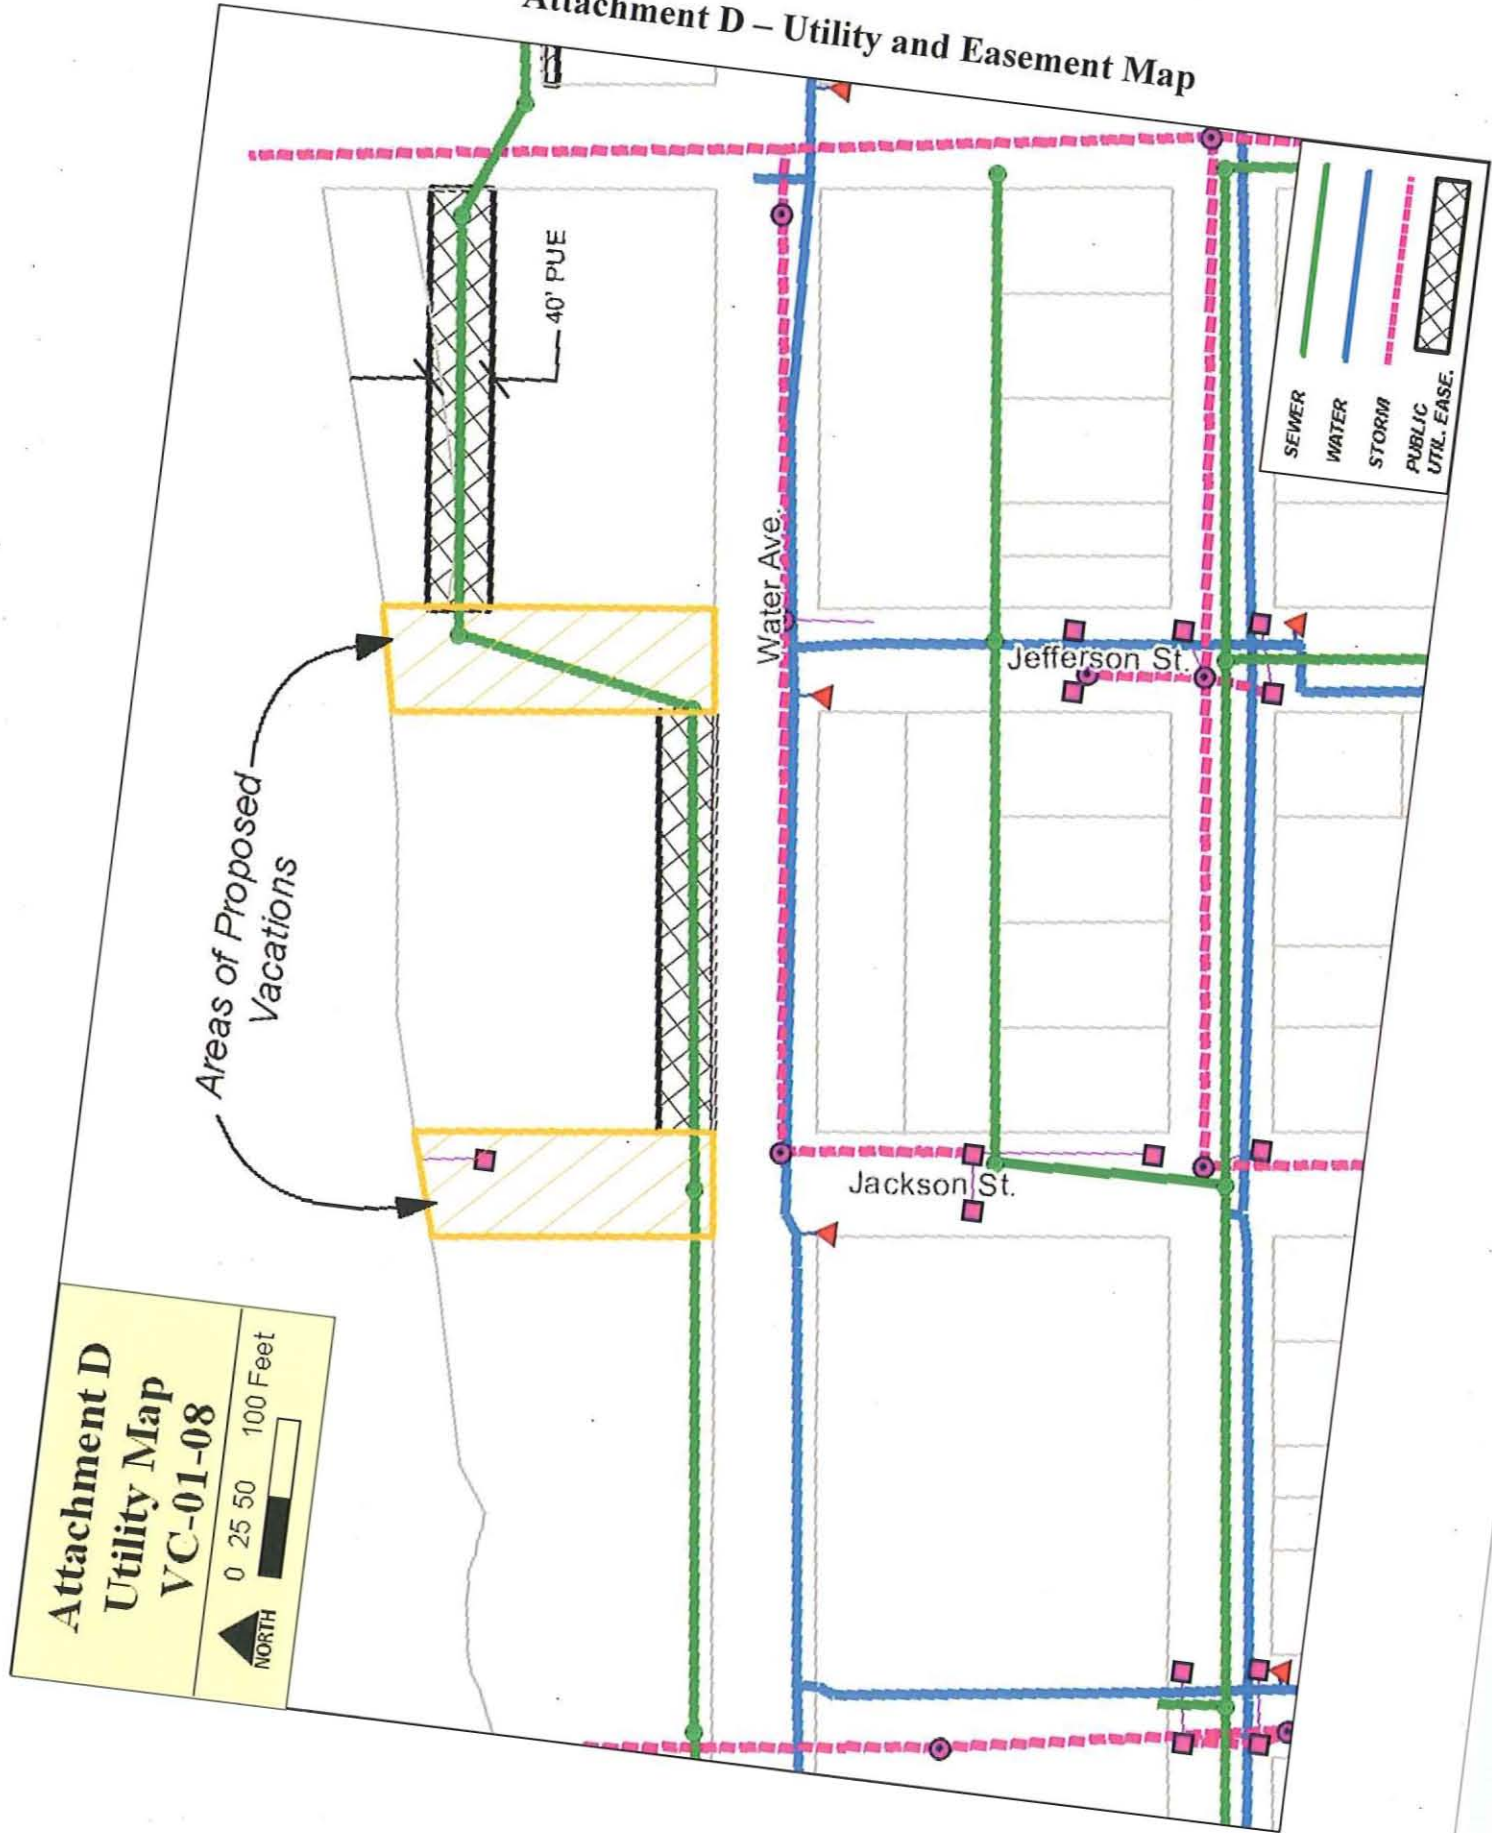 Attachment D – Utility and Easement Map
SEWER
WATER
STORM
PUBLIC
UTIL. EASE.
40' PUE
Water Ave.
Jefferson St.
Jackson St.
Areas of Proposed
Vacations
Attachment D
Utility Map
VC-01-08
0 25 50 100 Feet
NORTH